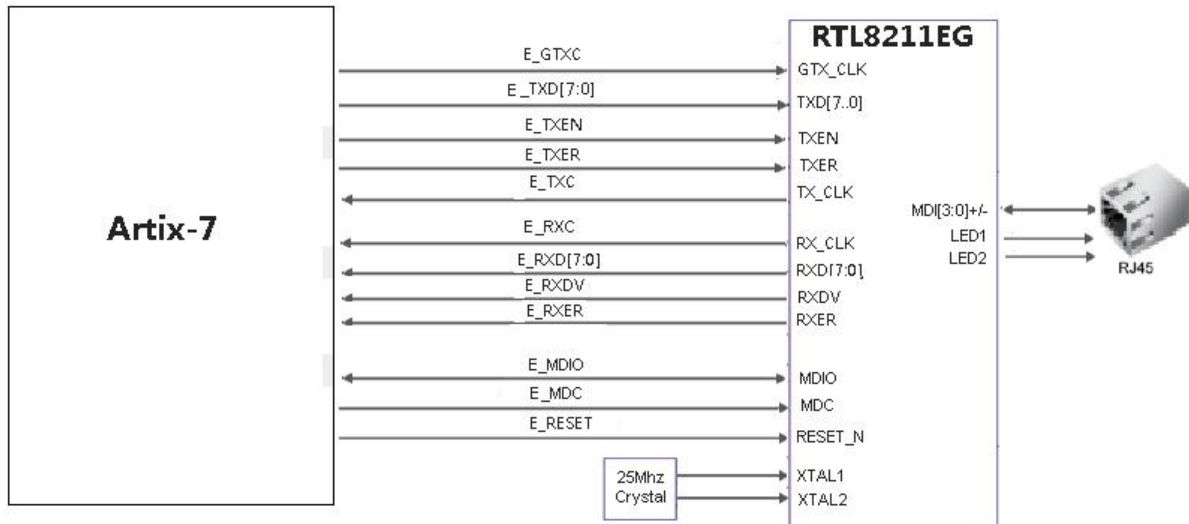 RTL8211EG
E_GTXC
GTX_CLK
E_TXD[7:0]
TXD[7..0]
E_TXEN
TXEN
E_TXER
TXER
E_TXC
TX_CLK
Artix-7
MDI[3:0]+/-
E_RXC
RX_CLK
LED1
E_RXD[7:0]
RXD[7:0]
LED2
RJ45
E_RXDV
RXDV
E_RXER
RXER
E_MDIO
MDIO
E_MDC
MDC
E_RESET
RESET_N
25Mhz
Crystal
XTAL1
XTAL2